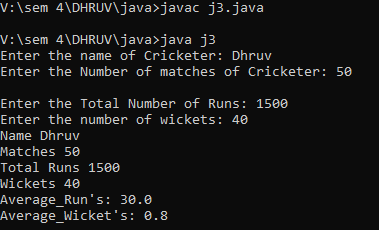 V:\sem 4\DHRUV\java>javac j3.java
V:\sem 4\DHRUV\java>java j3
Enter the name of Cricketer: Dhruv
Enter the Number of matches of Cricketer: 50
Enter the Total Number of Runs: 1500
Enter the number of wickets: 40
Name Dhruv
Matches 50
Total Runs 1500
Wickets 40
Average_Run's: 30.0
Average_Wicket's: 0.8